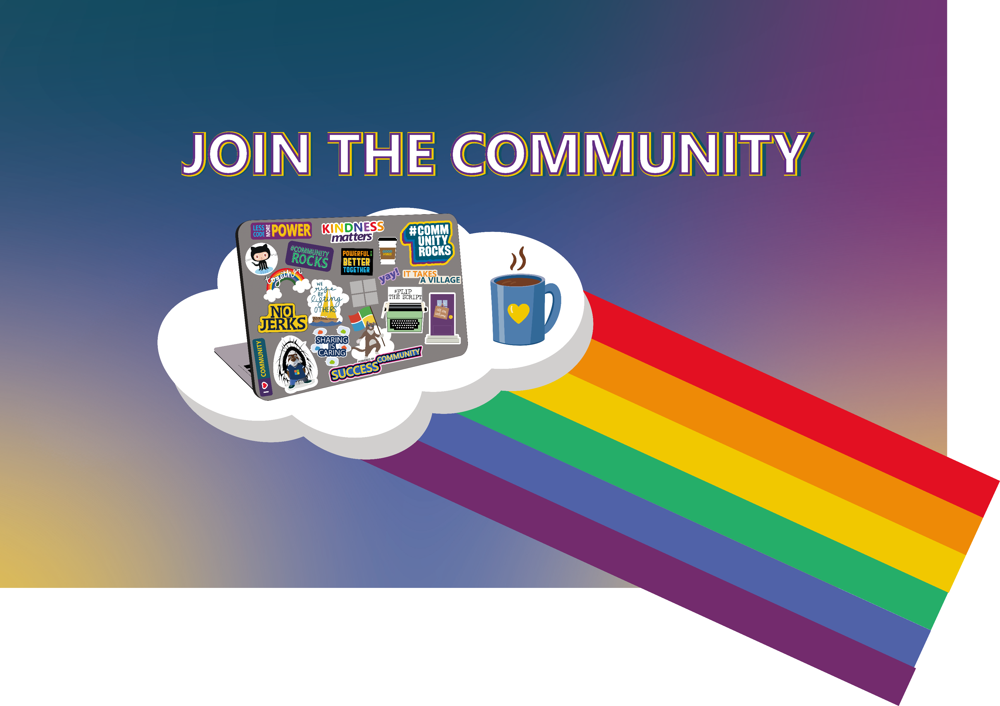 JOIN THE COMMUNITY
LESS
CODE
MORE
POWER
KINDNESS
matters
#COMM
UNITY
ROCKS
#COMMUNITY
ROCKS
POWERFUL
BETTER
TOGETHER
GOOD
VIBES
together
yay!
IT TAKES
A VILLAGE
WE
rise
BY
lifting
OTHERS
#FLIP
THE SCRIPT
all are
welcome
NO
JERKS
SHARING
IS
CARING
I COMMUNITY
SUCCESS
POWERED BY
COMMUNITY